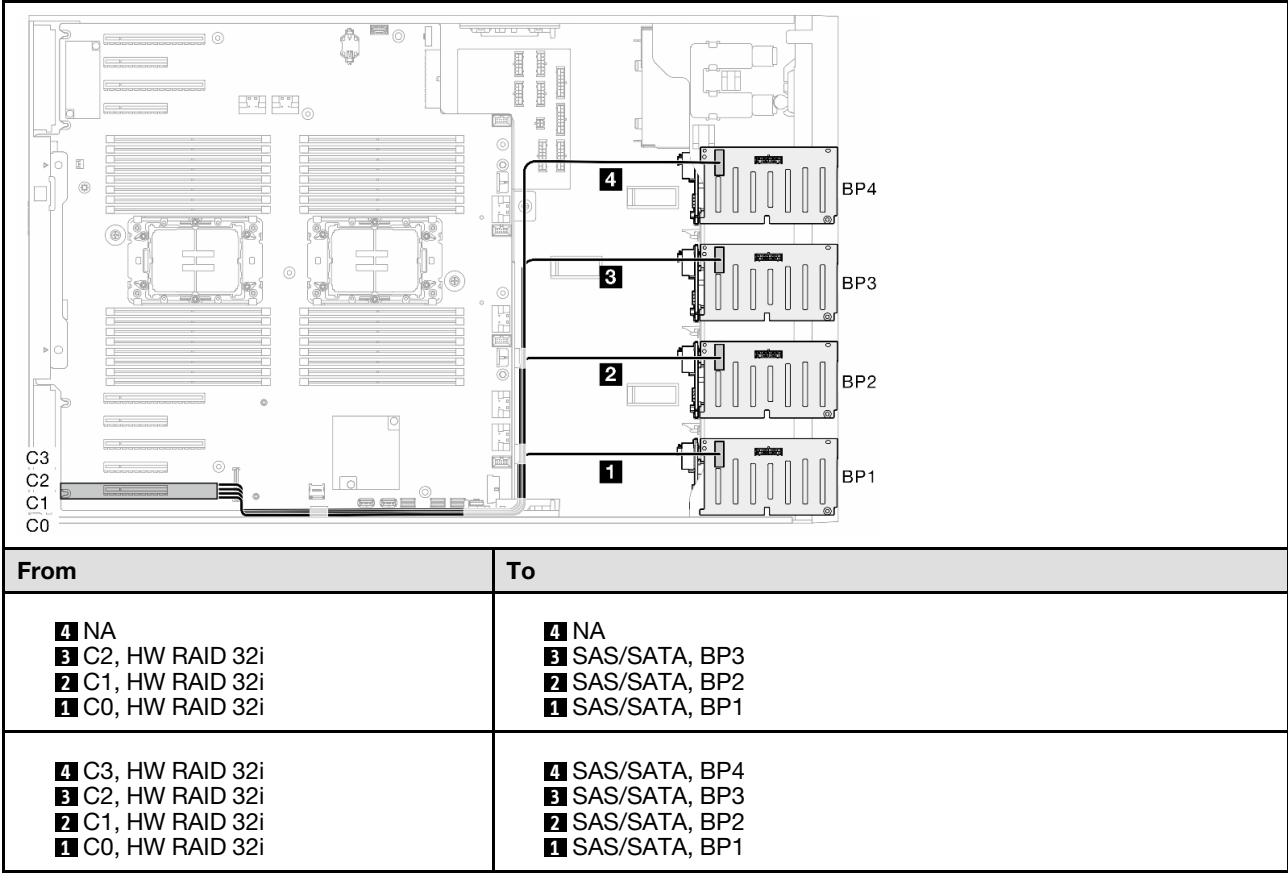 4
BP4
3
BP3
2
BP2
1
BP1
C3
C2
C1
C0
From To
4 NA 4 NA
3 C2, HW RAID 32i 3 SAS/SATA, BP3
2 C1, HW RAID 32i 2 SAS/SATA, BP2
1 C0, HW RAID 32i 1 SAS/SATA, BP1
4 C3, HW RAID 32i 4 SAS/SATA, BP4
3 C2, HW RAID 32i 3 SAS/SATA, BP3
2 C1, HW RAID 32i 2 SAS/SATA, BP2
1 C0, HW RAID 32i 1 SAS/SATA, BP1